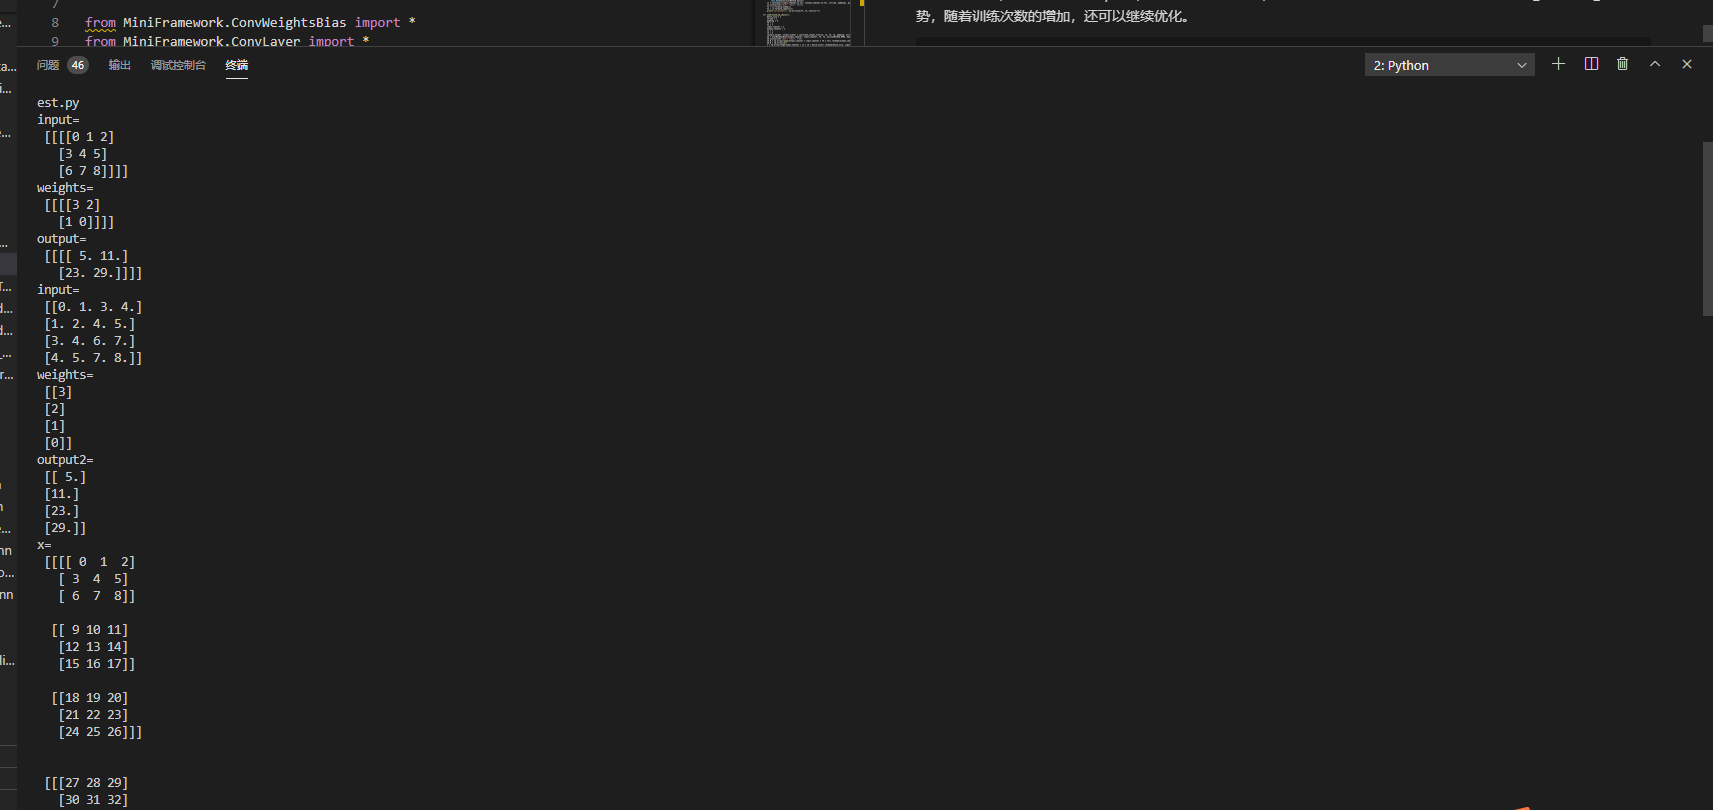 7
8 from MiniFramework.ConvWeightsBias import *
9 from MiniFramework.ConvLayer import *
势，随着训练次数的增加，还可以继续优化。
问题 46 输出 调试控制台 终端
2: Python
est.py
input=
[[[[0 1 2]
[3 4 5]
[6 7 8]]]]
weights=
[[[[3 2]
[1 0]]]]
output=
[[[[ 5. 11.]
[23. 29.]]]]
input=
[[0. 1. 3. 4.]
[1. 2. 4. 5.]
[3. 4. 6. 7.]
[4. 5. 7. 8.]]
weights=
[[3]
[2]
[1]
[0]]
output2=
[[ 5.]
[11.]
[23.]
[29.]]
x=
[[[[ 0 1 2]
[ 3 4 5]
[ 6 7 8]]
[[ 9 10 11]
[12 13 14]
[15 16 17]]
[[18 19 20]
[21 22 23]
[24 25 26]]]
[[[27 28 29]
[30 31 32]